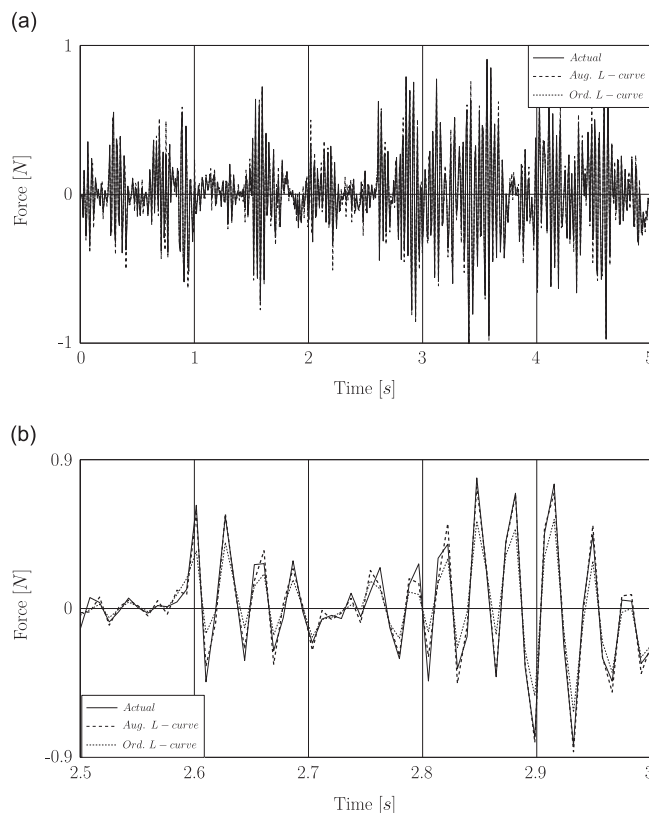 (a)
1
Actual
Aug. L-curve
Ord. L-curve
Force [N]
0
-1
0 1 2 3 4 5
Time [s]
(b)
0.9
Force [N]
0
Actual
Aug. L-curve
Ord. L-curve
-0.9
2.5 2.6 2.7 2.8 2.9 3
Time [s]